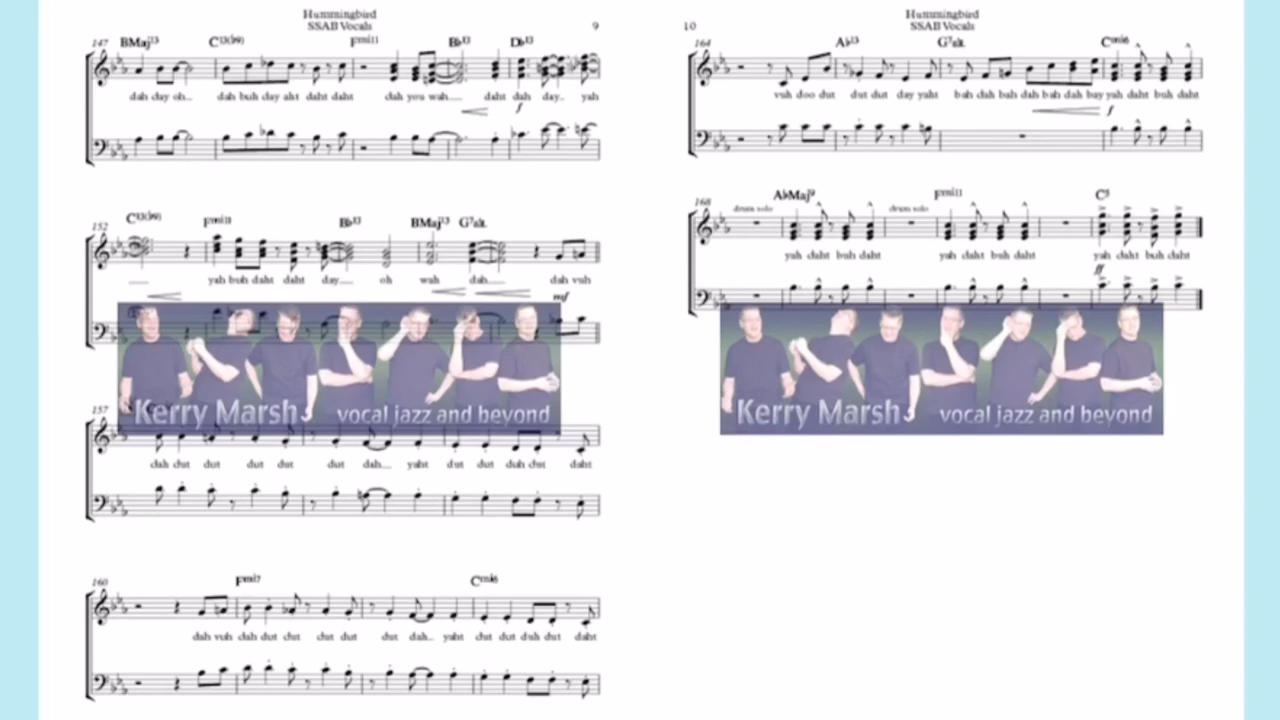 Hummingbird
SSAB Vocals
9
147 BMaj13 C13(b9) Fmi11 Bb13 Db13
dah day oh... dah buh day aht daht daht dah you wah daht dah day.. yah
f
152 C13(b9) Fmi11 Bb13 BMaj13 G7alt.
yah buh daht daht day oh wah dah dah vuh
mf
Kerry Marsh vocal jazz and beyond
157
dah dut dut dut dut dut dah yaht dut dut duh dut daht
160 Fmi7 Cmi6
dah vuh dah dut dut dut dut dut dah.. yaht dut dut duh dut daht
10
Hummingbird
SSAB Vocals
164 Ab13 G7alt. Cmi6
vuh doo dut dut dut day yaht bah dah bah dah bah dah bay yah daht buh daht
f
168 drum solo AbMaj9 drum solo Fmi11 C5
yah daht buh daht yah daht buh daht yah daht buh daht
ff
Kerry Marsh vocal jazz and beyond